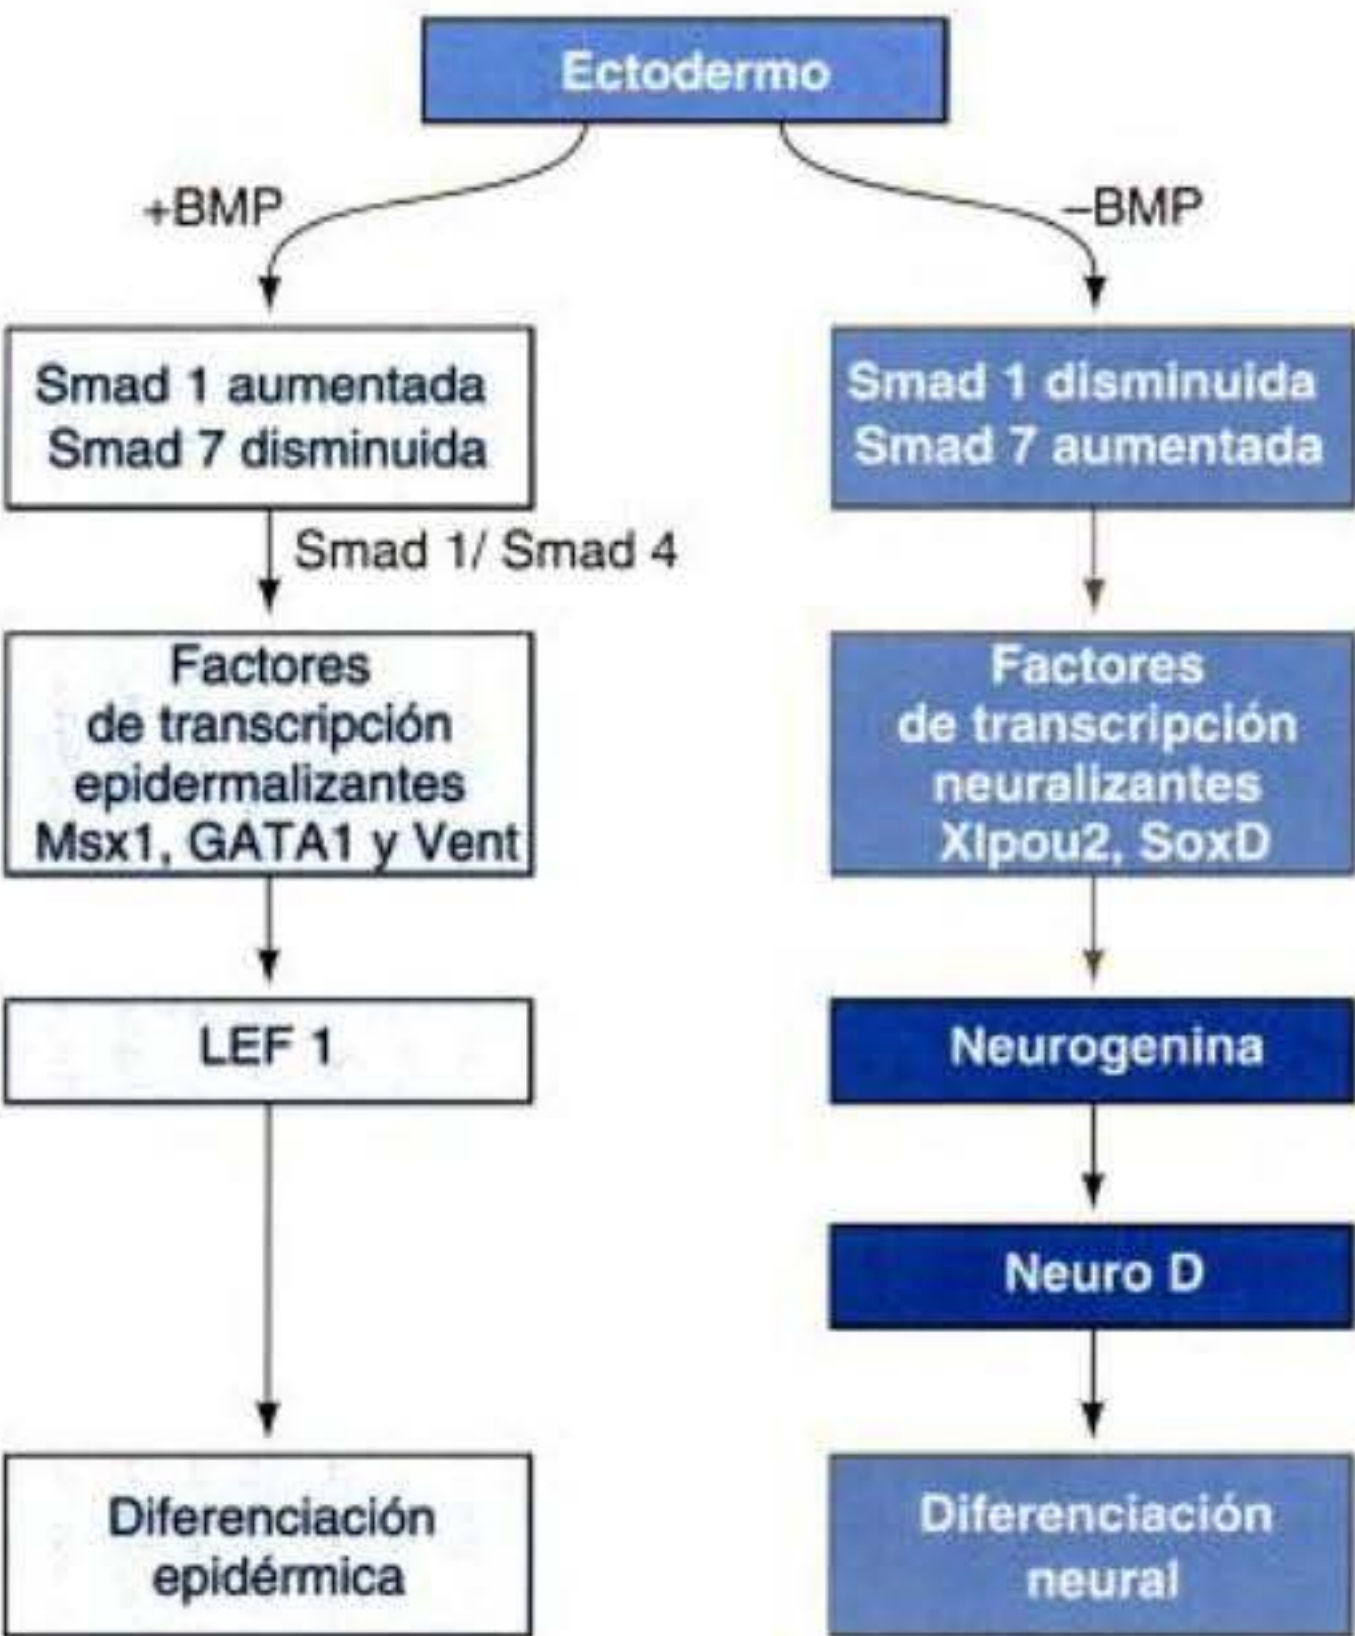 Ectodermo
+BMP
–BMP
Smad 1 aumentada
Smad 7 disminuida
Smad 1 disminuida
Smad 7 aumentada
Smad 1/ Smad 4
Factores
de transcripción
epidermalizantes
Msx1, GATA1 y Vent
Factores
de transcripción
neuralizantes
Xlpou2, SoxD
LEF 1
Neurogenina
Neuro D
Diferenciación
epidérmica
Diferenciación
neural